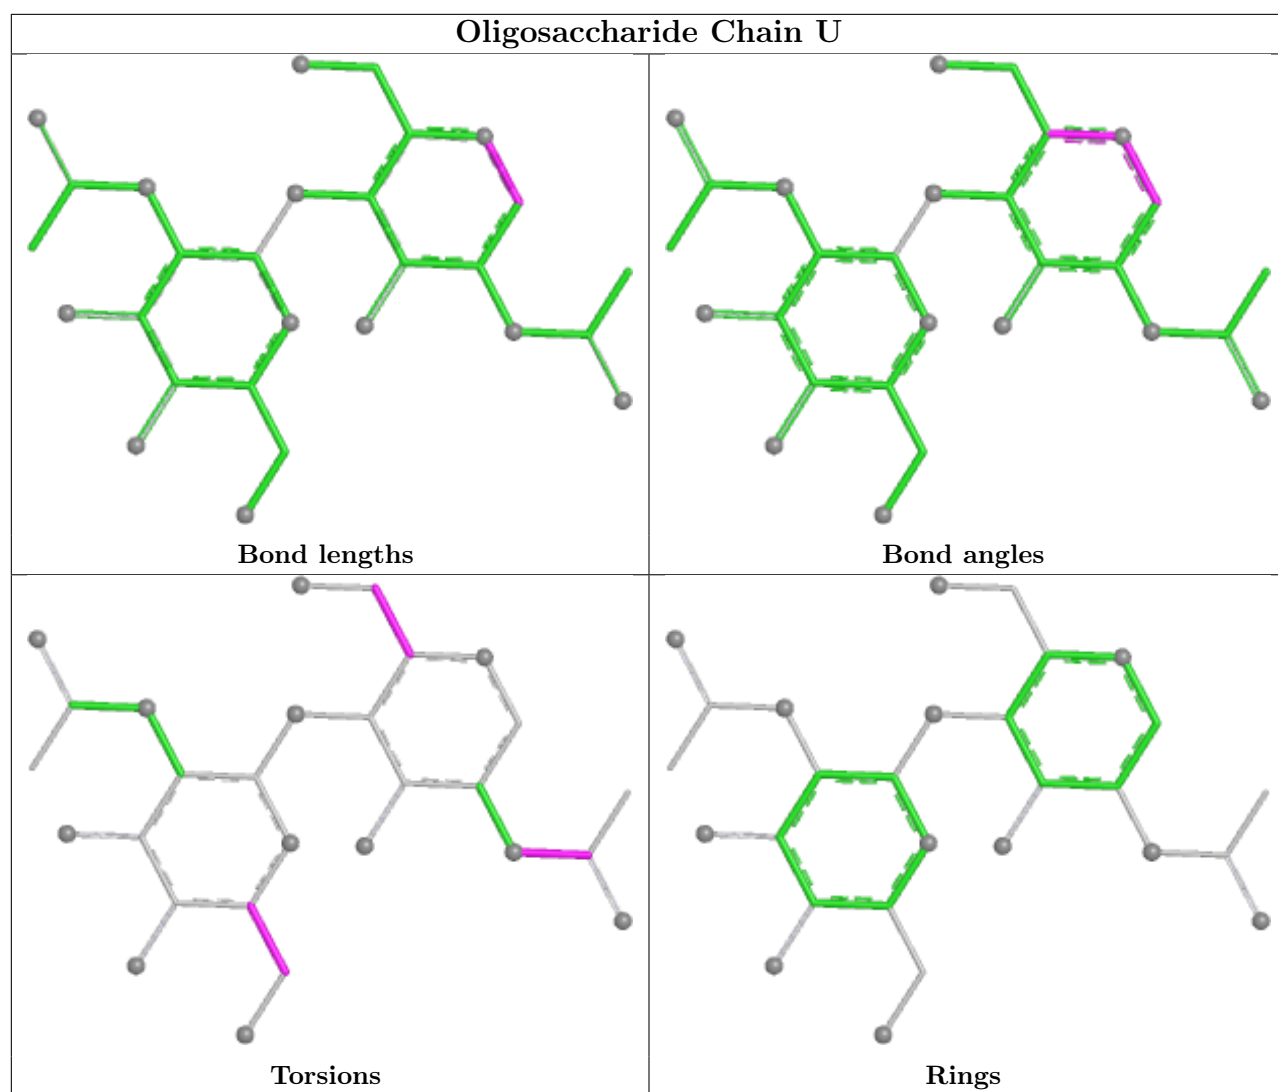 Oligosaccharide Chain U
Bond lengths
Bond angles
Torsions
Rings